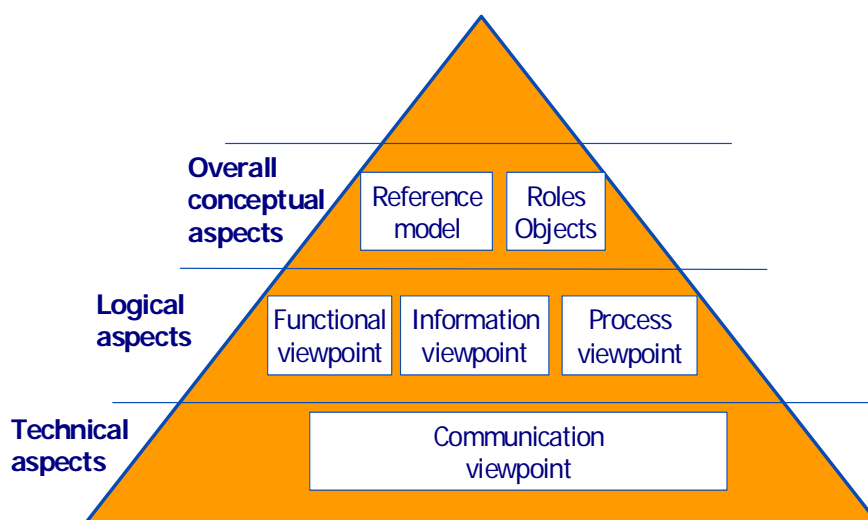 Overall
conceptual
aspects
Reference
model
Roles
Objects
Logical
aspects
Functional
viewpoint
Information
viewpoint
Process
viewpoint
Technical
aspects
Communication
viewpoint